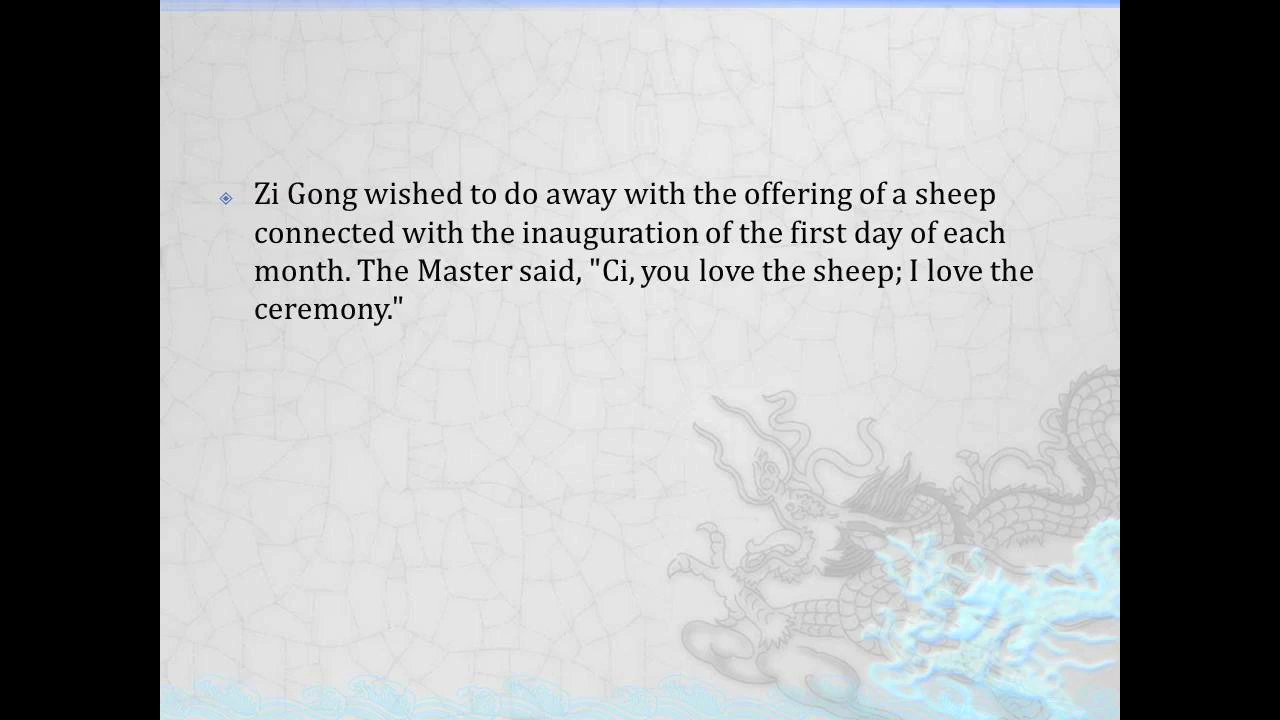 Zi Gong wished to do away with the offering of a sheep
connected with the inauguration of the first day of each
month. The Master said, "Ci, you love the sheep; I love the
ceremony."